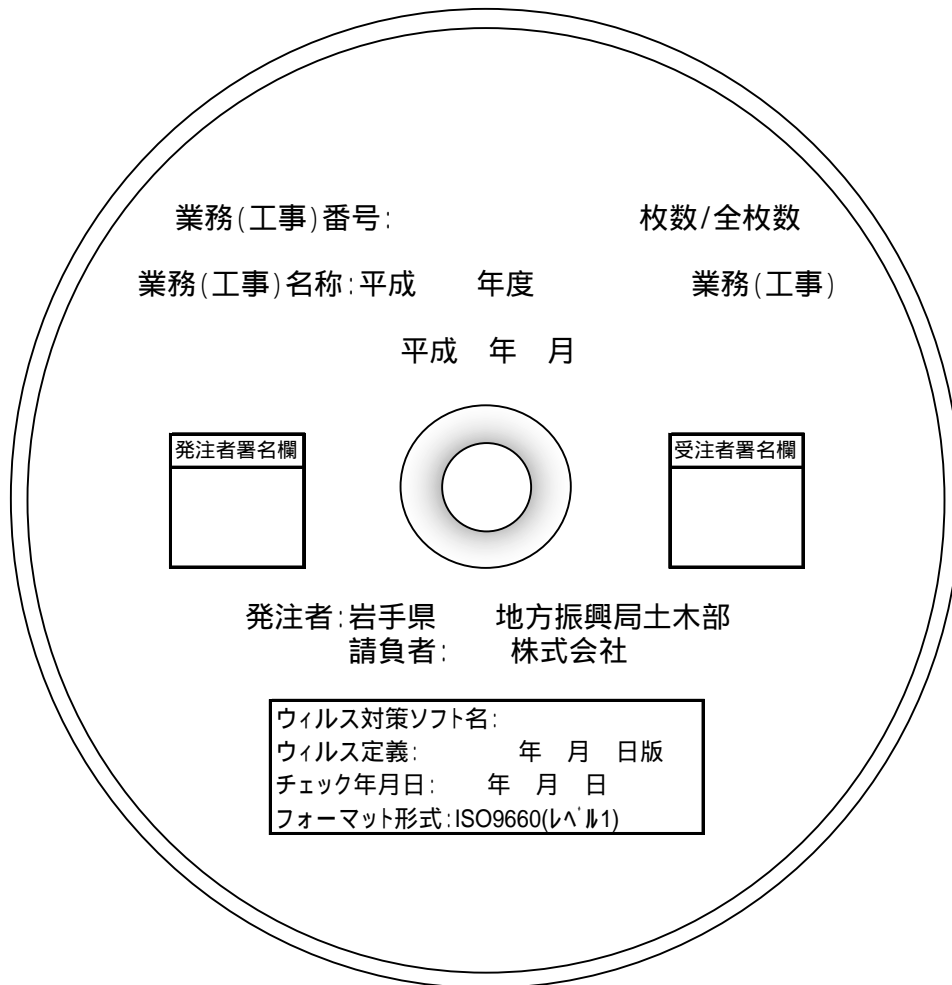 業務(工事)番号: 枚数/全枚数
業務(工事)名称:平成 年度 業務(工事)
平成 年 月
発注者署名欄 受注者署名欄
発注者:岩手県 地方振興局土木部
請負者: 株式会社
ウィルス対策ソフト名:
ウィルス定義: 年 月 日版
チェック年月日: 年 月 日
フォーマット形式:ISO9660(ﾚﾍﾞﾙ1)